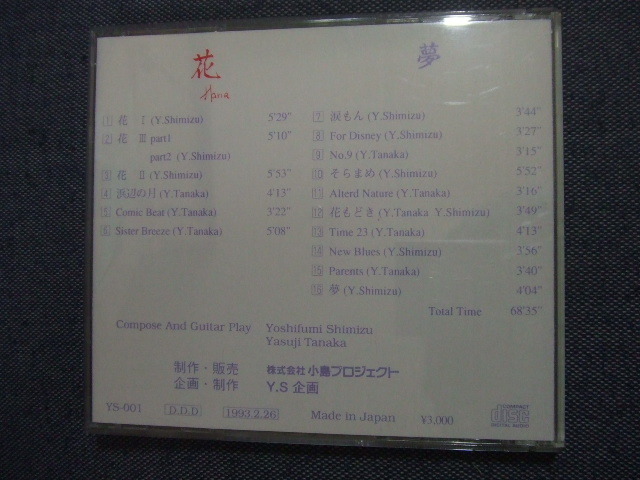 花
Hana
1 花 I (Y.Shimizu) 5'29"
2 花 III part1 5'10"
part2 (Y.Shimizu)
3 花 II (Y.Shimizu) 5'53"
4 浜辺の月 (Y.Tanaka) 4'13"
5 Comic Beat (Y.Tanaka) 3'22"
6 Sister Breeze (Y.Tanaka) 5'08"
夢
7 涙もん (Y.Shimizu) 3'44"
8 For Disney (Y,Shimizu) 3'27"
9 No.9 (Y.Tanaka) 3'15"
10 そらまめ (Y.Shimizu) 5'52"
11 Alterd Nature (Y.Tanaka) 3'16"
12 花もどき (Y.Tanaka Y.Shimizu) 3'49"
13 Time 23 (Y.Tanaka) 4'13"
14 New Blues (Y.Shimizu) 3'56"
15 Parents (Y.Tanaka) 3'40"
16 夢 (Y.Shimizu) 4'04"
Total Time 68'35"
Compose And Guttar Play Yoshifumi Shimizu
Yasuji Tanaka
制作・販売 株式会社 小島プロジェクト
企画・制作 Y.S 企画
YS-001 D.D.D 1993.2.26 Made in Japan ¥3,000
COMPACT
disc
DIGITAL AUDIO